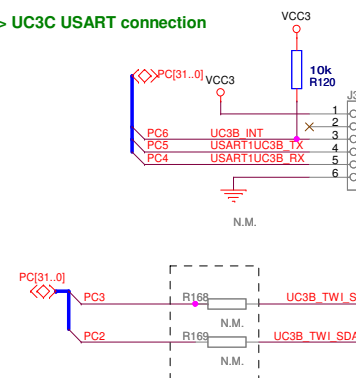 > UC3C USART connection
VCC3
PC[31..0]
VCC3
10k
R120
J3
1
2
PC6 UC3B_INT 3
PC5 USART1UC3B_TX 4
PC4 USART1UC3B_RX 5
6
N.M.
PC[31..0]
PC3 R168 UC3B_TWI_S
N.M.
PC2 R169 UC3B_TWI_SDA
N.M.